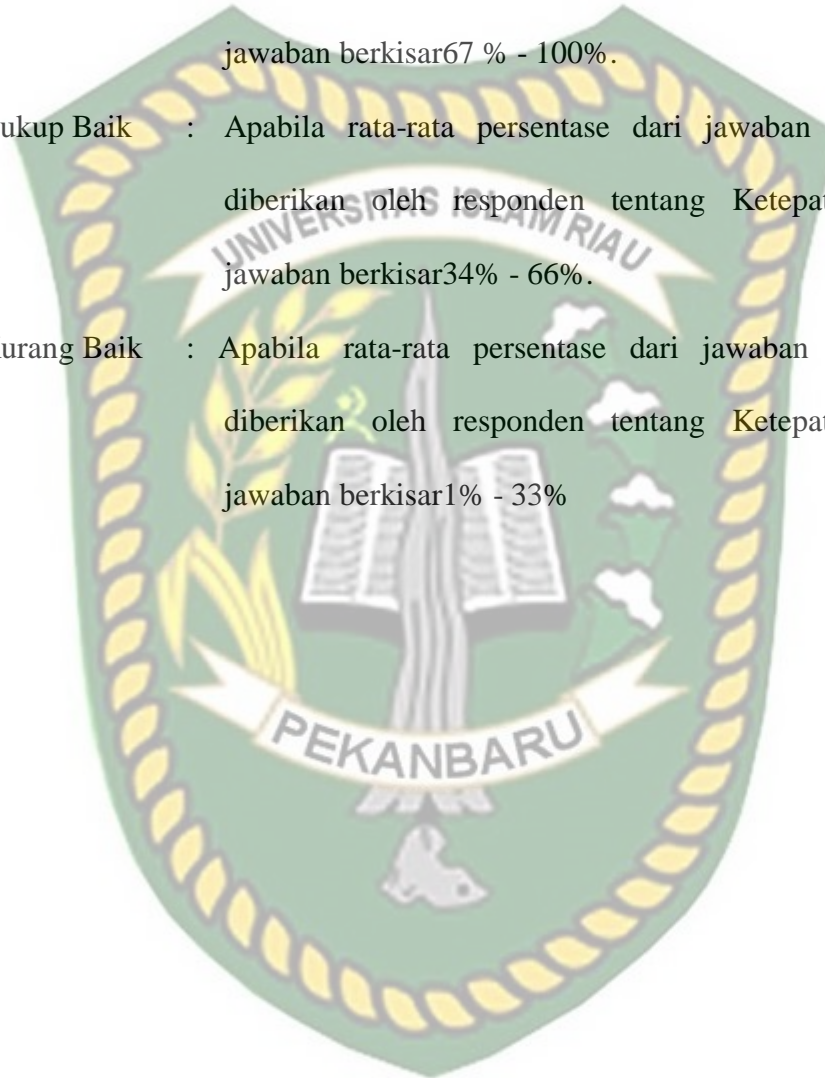 jawaban berkisar67 % - 100%.
ukup Baik : Apabila rata-rata persentase dari jawaban
diberikan oleh responden tentang Ketepat
UNIVERSITAS ISLAM RIAU
jawaban berkisar34% - 66%.
urang Baik : Apabila rata-rata persentase dari jawaban
diberikan oleh responden tentang Ketepat
jawaban berkisar1% - 33%
PEKANBARU